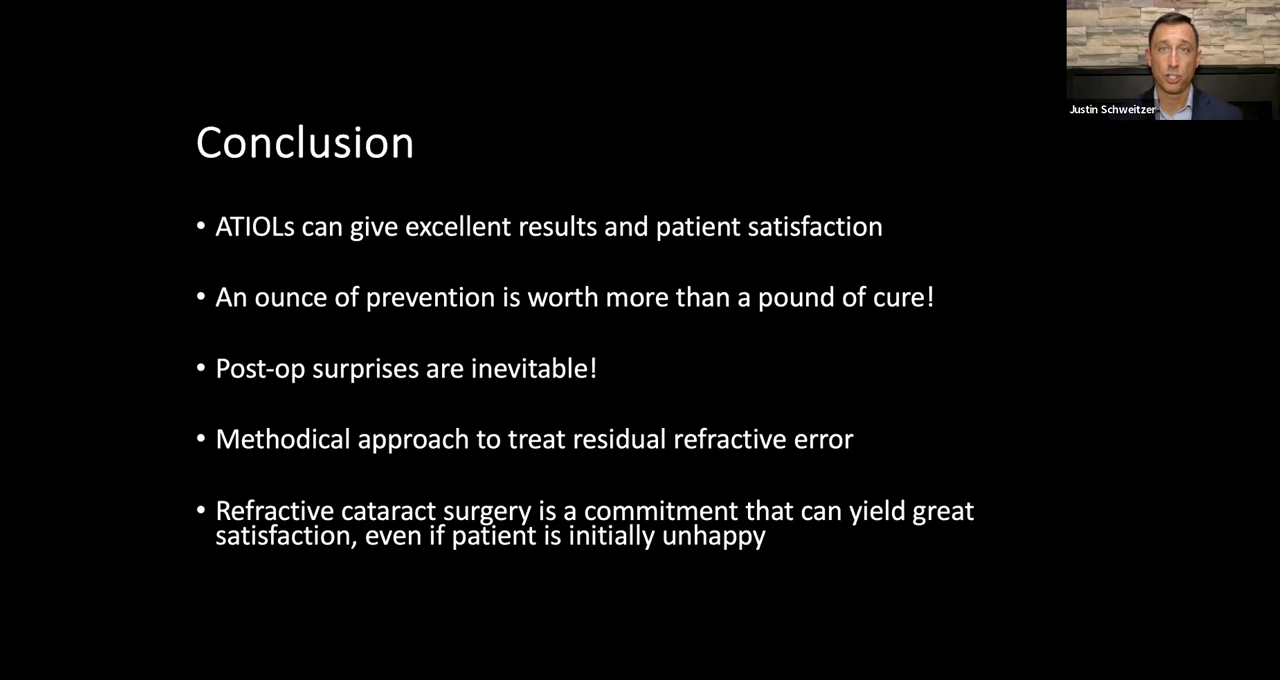 Justin Schweitzer
Conclusion
• ATIOLs can give excellent results and patient satisfaction
• An ounce of prevention is worth more than a pound of cure!
• Post-op surprises are inevitable!
• Methodical approach to treat residual refractive error
• Refractive cataract surgery is a commitment that can yield great
satisfaction, even if patient is initially unhappy